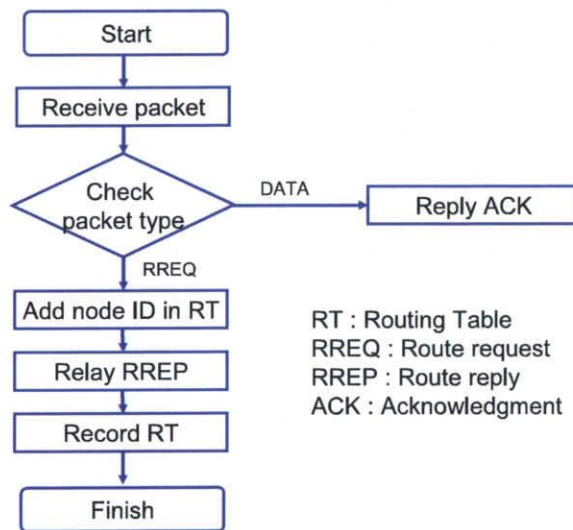 Start
Receive packet
Check
packet type
DATA
Reply ACK
RREQ
Add node ID in RT
Relay RREP
Record RT
Finish
RT : Routing Table
RREQ : Route request
RREP : Route reply
ACK : Acknowledgment